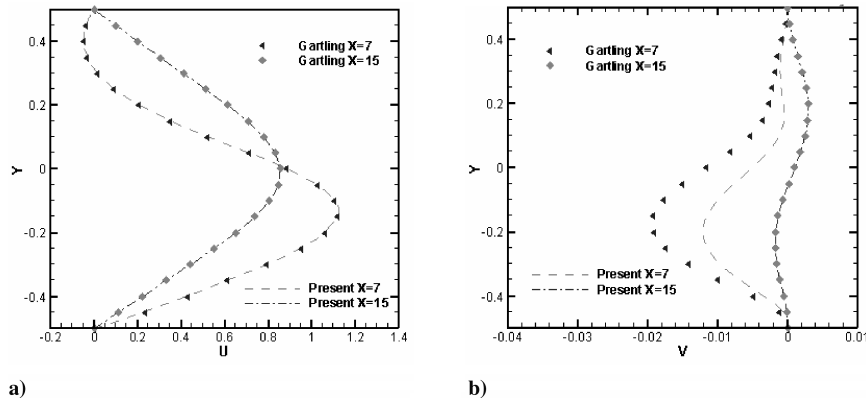 0.4
0.2
0
-0.2
-0.4
Y
0 0.2 0.4 0.6 0.8 1 1.2 1.4
U
Gartling X=7
Gartling X=15
Present X=7
Present X=15
a)
0.4
0.2
0
-0.2
-0.4
Y
-0.04 -0.03 -0.02 -0.01 0 0.01
V
Gartling X=7
Gartling X=15
Present X=7
Present X=15
b)